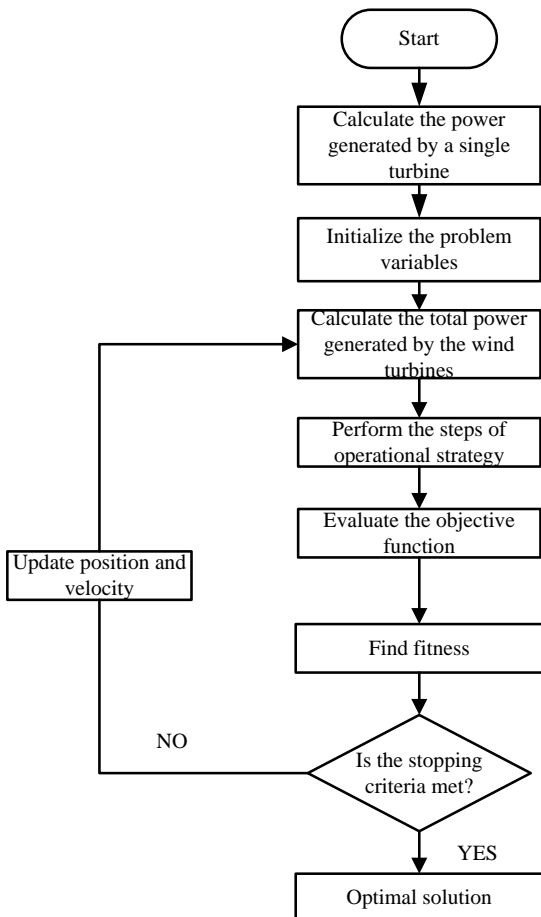 Start
Calculate the power
generated by a single
turbine
Initialize the problem
variables
Calculate the total power
generated by the wind
turbines
Perform the steps of
operational strategy
Evaluate the objective
function
Update position and
velocity
Find fitness
NO
Is the stopping
criteria met?
YES
Optimal solution